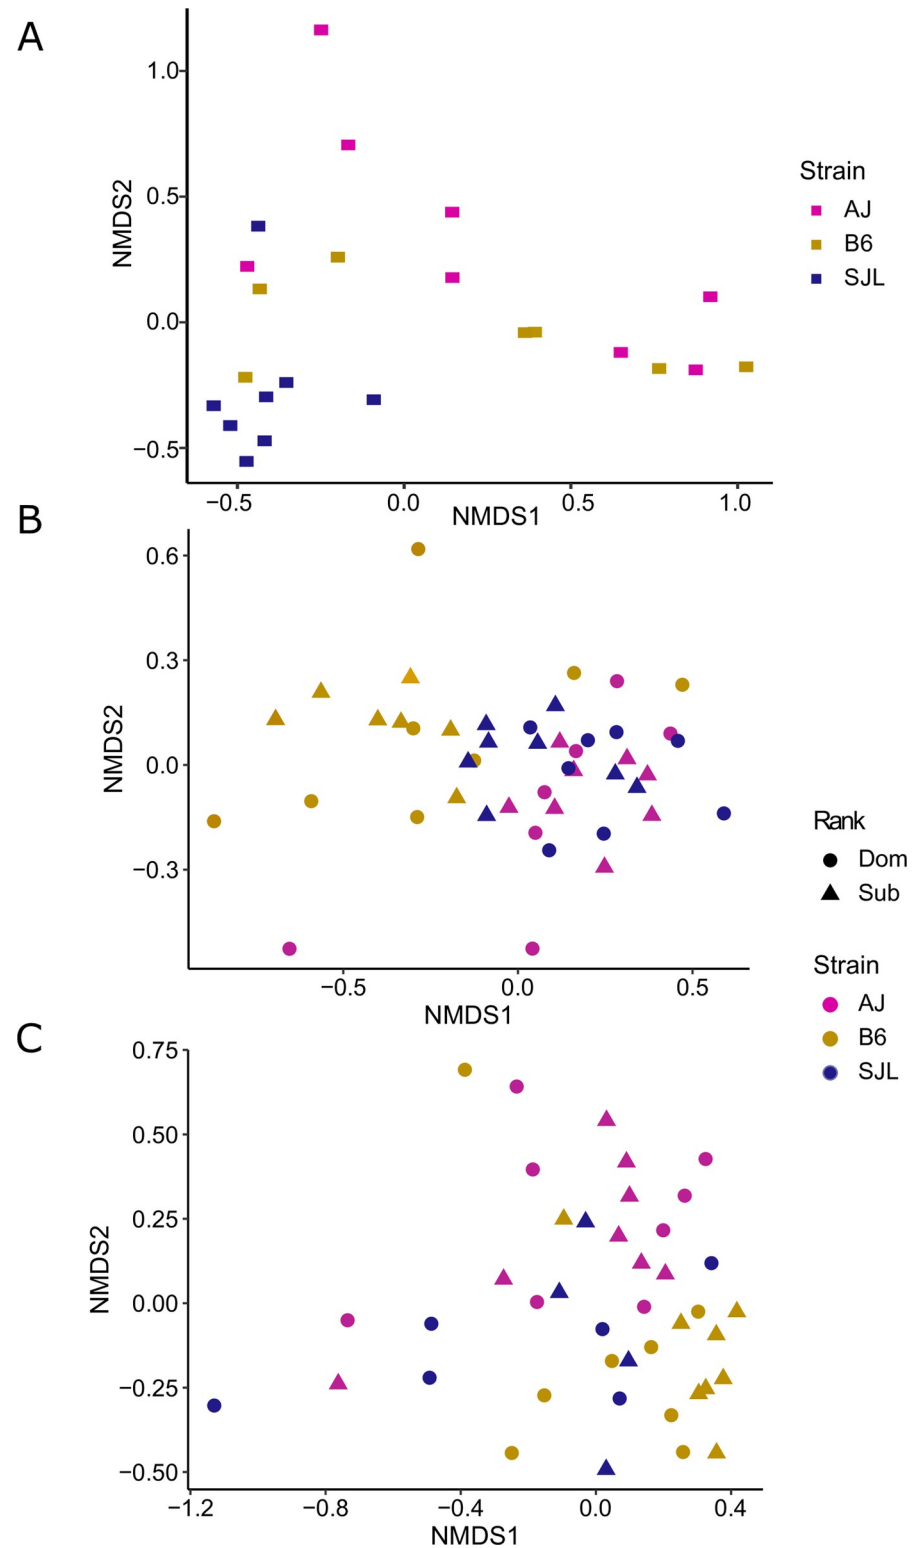 A
1.0
0.5
0.0
−0.5
NMDS2
−0.5 0.0 0.5 1.0
NMDS1
Strain
AJ
B6
SJL
B
0.6
0.3
0.0
−0.3
NMDS2
−0.5 0.0 0.5
NMDS1
Rank
Dom
Sub
Strain
AJ
B6
SJL
C
0.75
0.50
0.25
0.00
−0.25
−0.50
NMDS2
−1.2 −0.8 −0.4 0.0 0.4
NMDS1